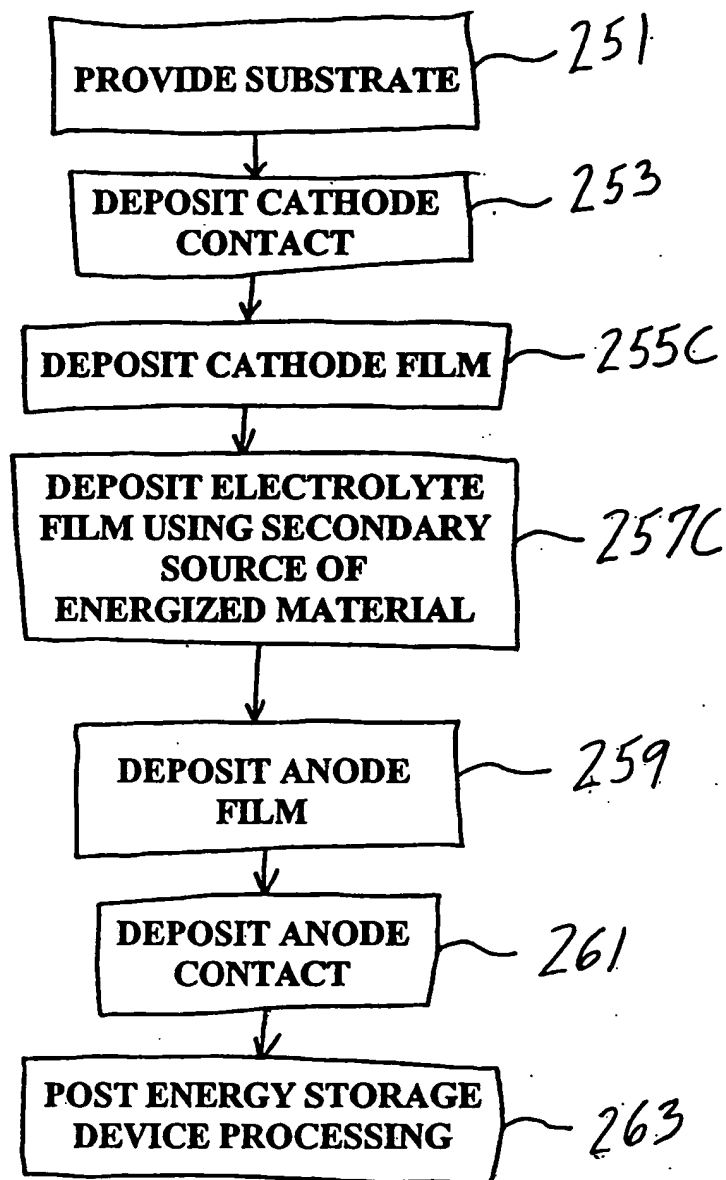 PROVIDE SUBSTRATE
251
DEPOSIT CATHODE
CONTACT
253
DEPOSIT CATHODE FILM
255C
DEPOSIT ELECTROLYTE
FILM USING SECONDARY
SOURCE OF
ENERGIZED MATERIAL
257C
DEPOSIT ANODE
FILM
259
DEPOSIT ANODE
CONTACT
261
POST ENERGY STORAGE
DEVICE PROCESSING
263